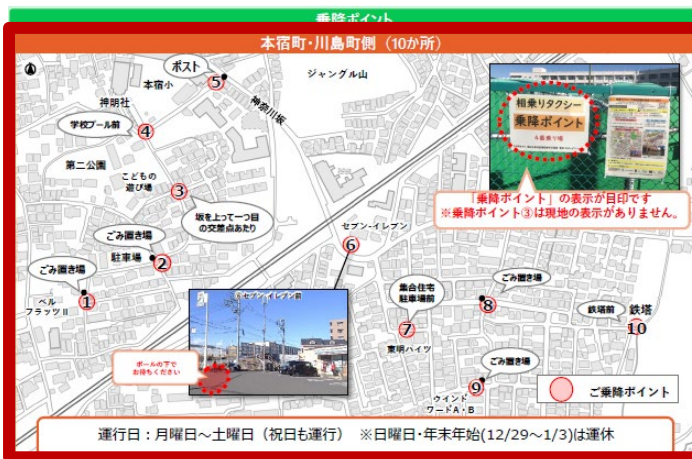 乗降ポイント
本宿町・川島町側（10か所）
ポスト
本宿小
⑤
ジャングル山
神奈川坂
押明社
学校プール前
④
第二公園
こどもの
遊び場
③
坂を上って一つ目
の交差点あたり
相乗りタクシー
乗降ポイント
「乗降ポイント」の表示が目印です
※乗降ポイント③は現地の表示がありません。
ごみ置き場
駐車場
②
セブン-イレブン
⑥
ごみ置き場
①
ベル
フラッツⅡ
⑥セブン-イレブン前
ポールの下で
お待ちください
集合住宅
駐車場前
⑦
東明ハイツ
ごみ置き場
⑧
鉄塔前
鉄塔
⑩
ごみ置き場
⑨
ウインド
ワードA・B
ご乗降ポイント
運行日：月曜日～土曜日（祝日も運行）　※日曜日・年末年始(12/29～1/3)は運休